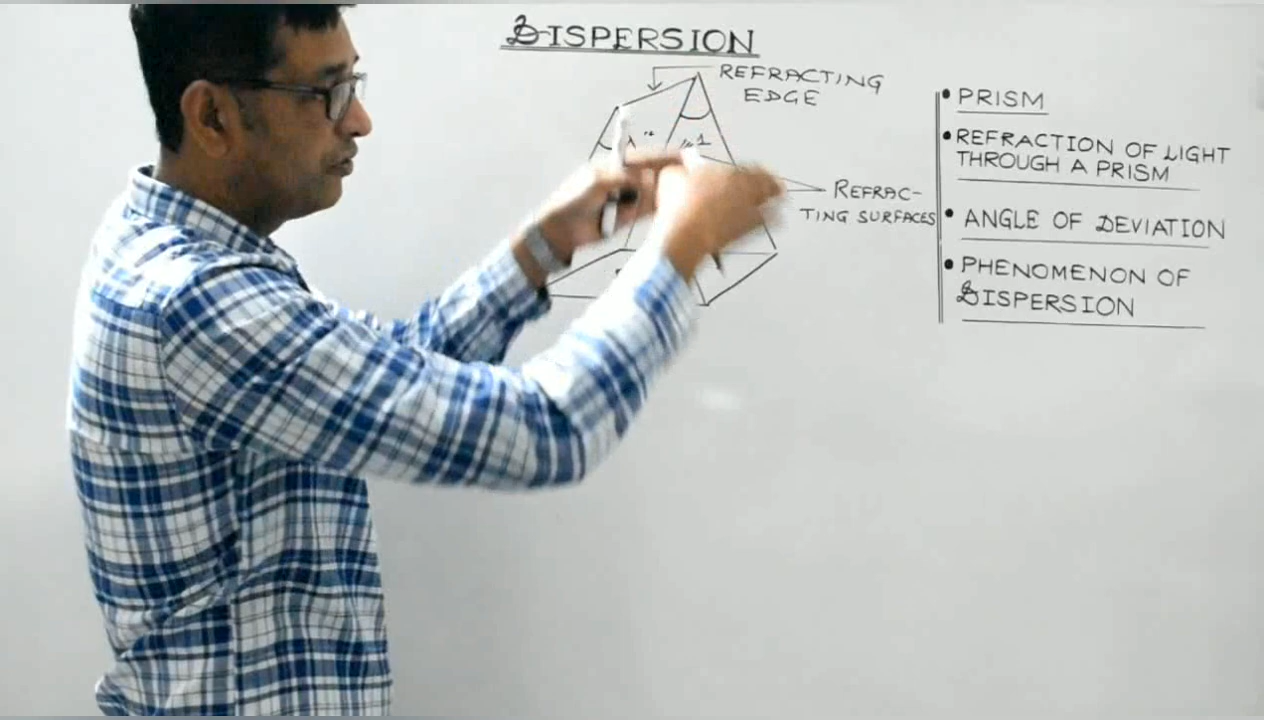 DISPERSION
REFRACTING
EDGE
REFRAC-
TING SURFACES
• PRISM
• REFRACTION OF LIGHT
THROUGH A PRISM
• ANGLE OF DEVIATION
• PHENOMENON OF
DISPERSION